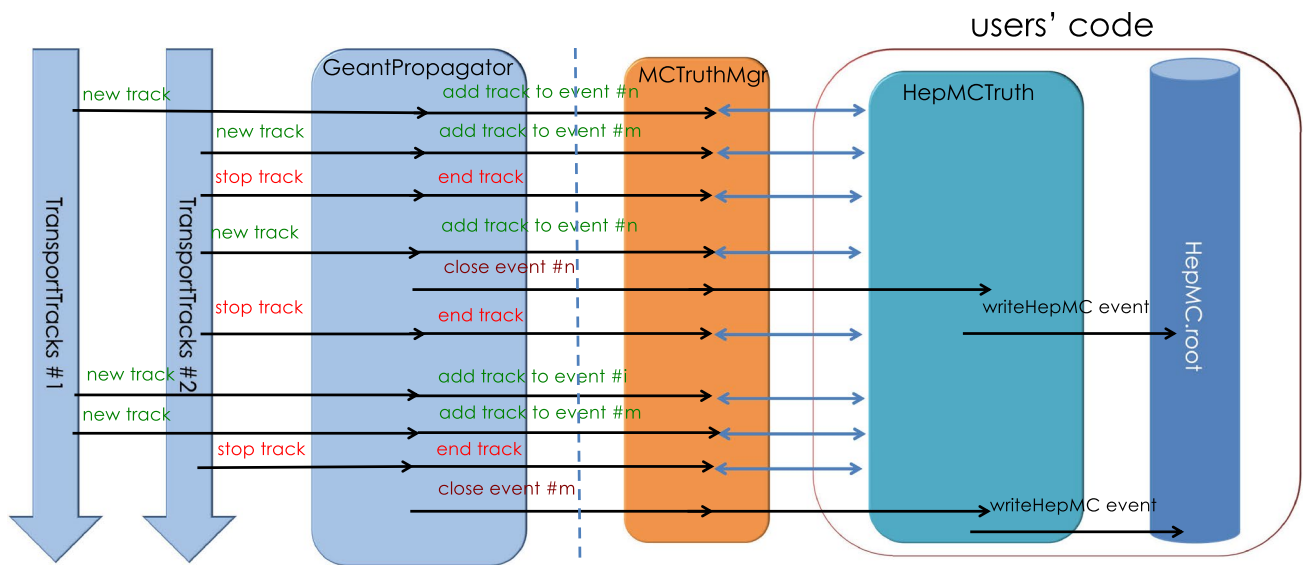 users' code
GeantPropagator
MCTruthMgr
HepMCTruth
new track
add track to event #n
new track
add track to event #m
stop track
end track
new track
add track to event #n
close event #n
stop track
end track
writeHepMC event
new track
add track to event #i
new track
add track to event #m
stop track
end track
close event #m
writeHepMC event
TransportTracks #1
TransportTracks #2
HepMC.root